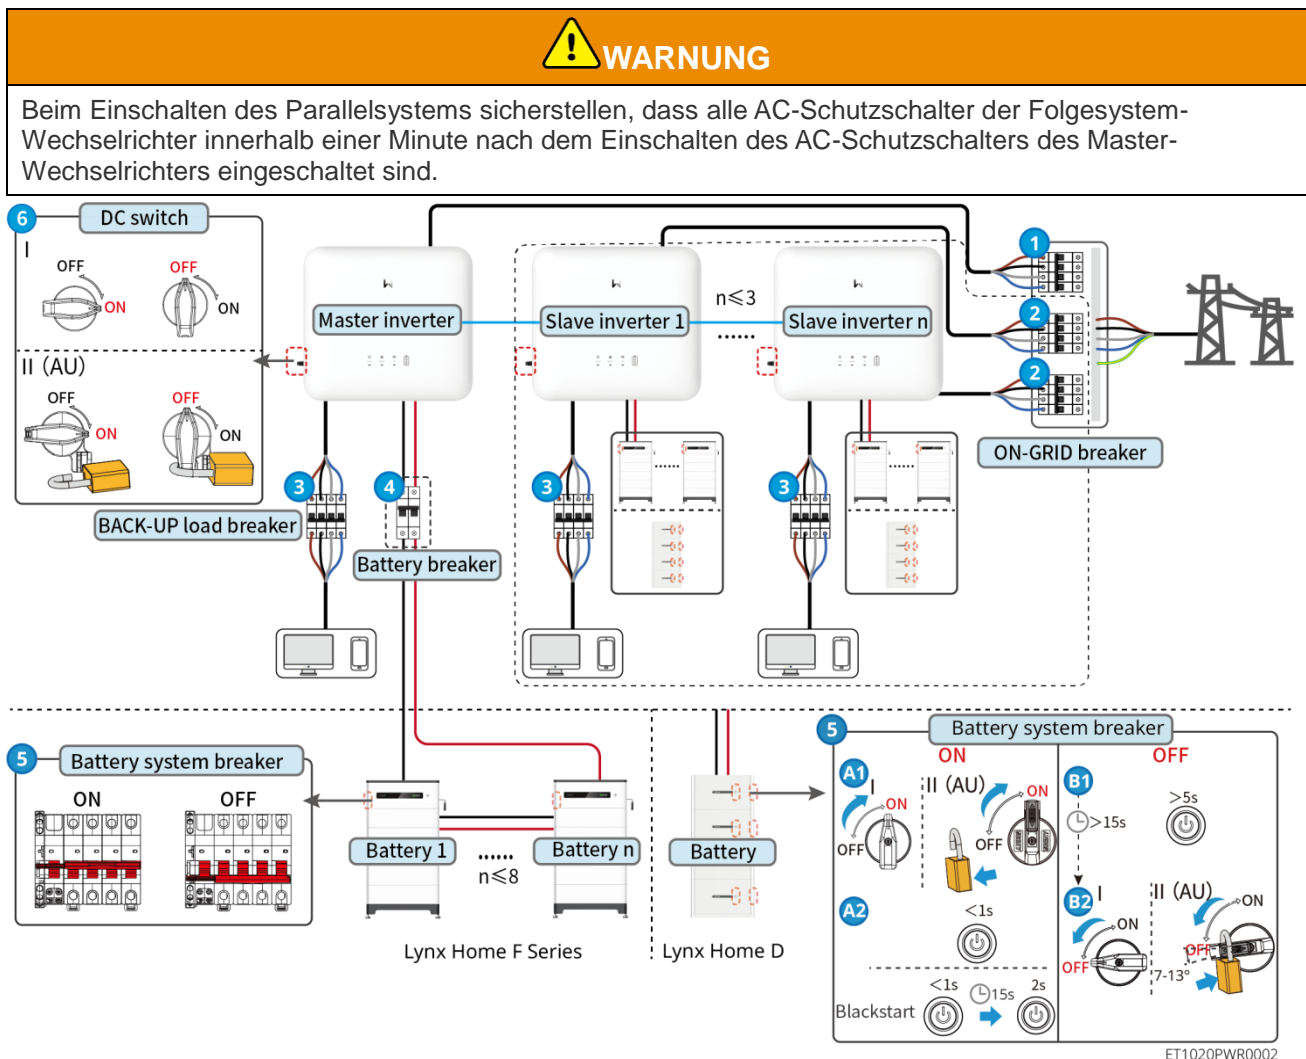 WARNUNG
Beim Einschalten des Parallelsystems sicherstellen, dass alle AC-Schutzschalter der Folgesystem-
Wechselrichter innerhalb einer Minute nach dem Einschalten des AC-Schutzschalters des Master-
Wechselrichters eingeschaltet sind.
6 DC switch
I
OFF
ON
OFF
ON
II (AU)
OFF
ON
OFF
ON
Master inverter
Slave inverter 1
n≤3
......
Slave inverter n
1
2
2
ON-GRID breaker
3
BACK-UP load breaker
4
Battery breaker
3
......
3
......
5 Battery system breaker
ON
OFF
Battery 1
......
n≤8
Battery n
Lynx Home F Series
Battery
Lynx Home D
5 Battery system breaker
ON
OFF
A1
I
ON
OFF
II (AU)
ON
OFF
A2
<1s
Blackstart
<1s
15s
2s
B1
>5s
>15s
B2
I
ON
OFF
II (AU)
ON
OFF
7-13°
ET1020PWR0002